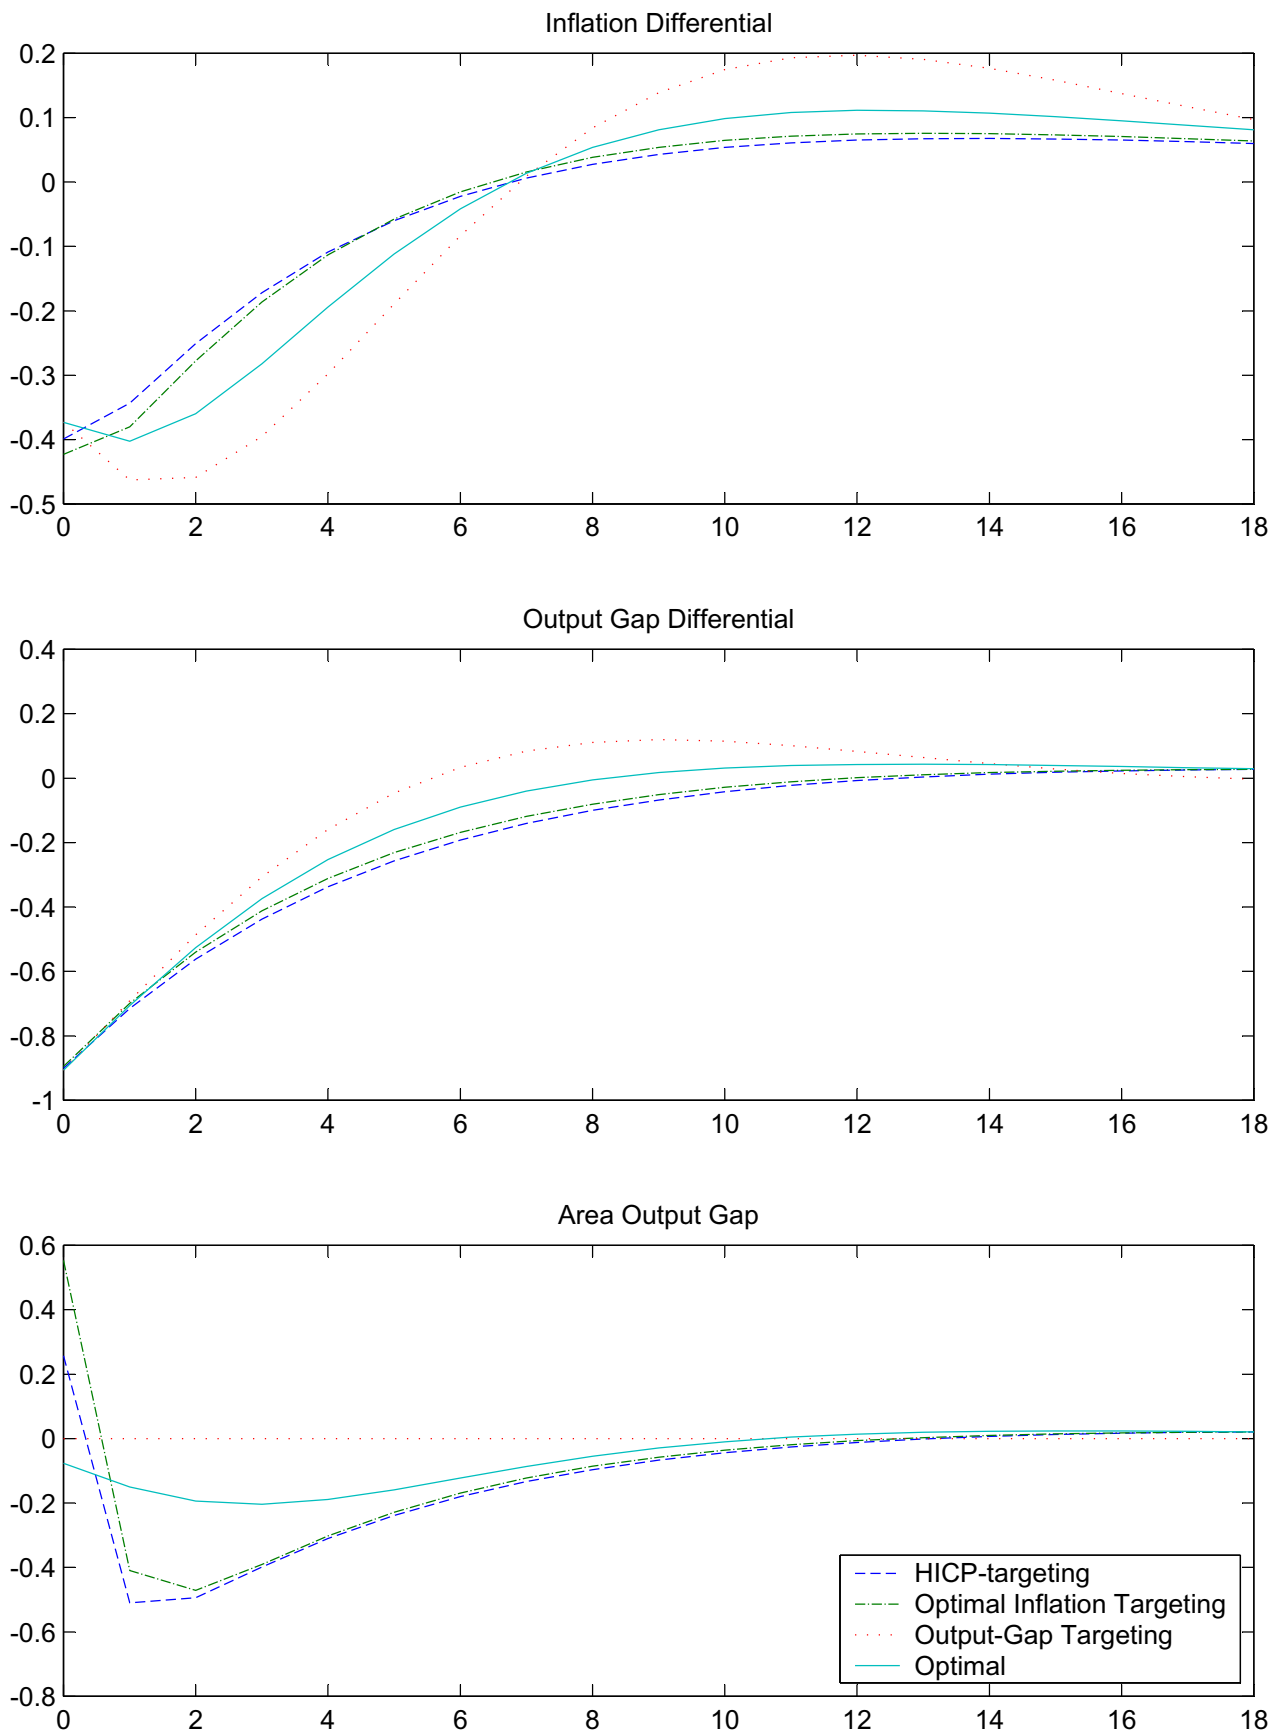 Inflation Differential
0.2
0.1
0
-0.1
-0.2
-0.3
-0.4
-0.5
0 2 4 6 8 10 12 14 16 18
Output Gap Differential
0.4
0.2
0
-0.2
-0.4
-0.6
-0.8
-1
0 2 4 6 8 10 12 14 16 18
Area Output Gap
0.6
0.4
0.2
0
-0.2
-0.4
-0.6
-0.8
0 2 4 6 8 10 12 14 16 18
HICP-targeting
Optimal Inflation Targeting
Output-Gap Targeting
Optimal